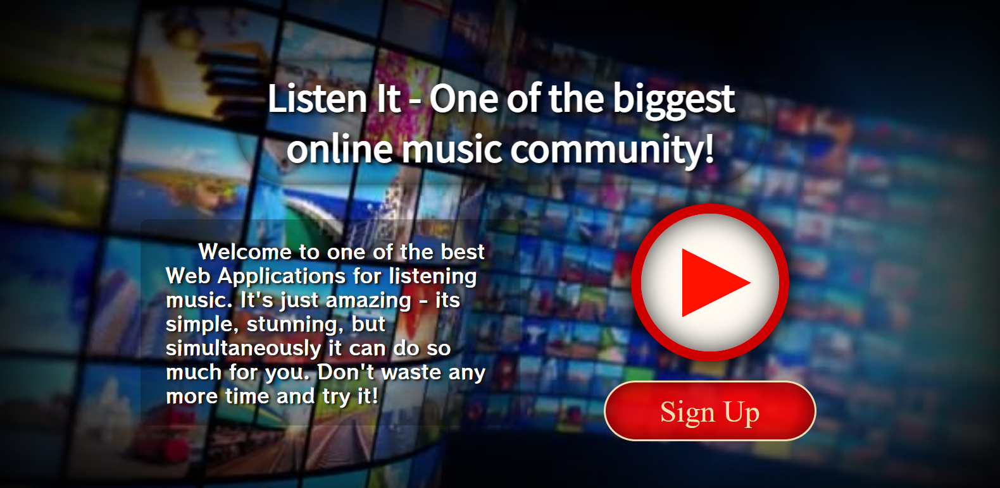 Listen It - One of the biggest
online music community!
Welcome to one of the best
Web Applications for listening
music. It's just amazing - its
simple, stunning, but
simultaneously it can do so
much for you. Don't waste any
more time and try it!
Sign Up